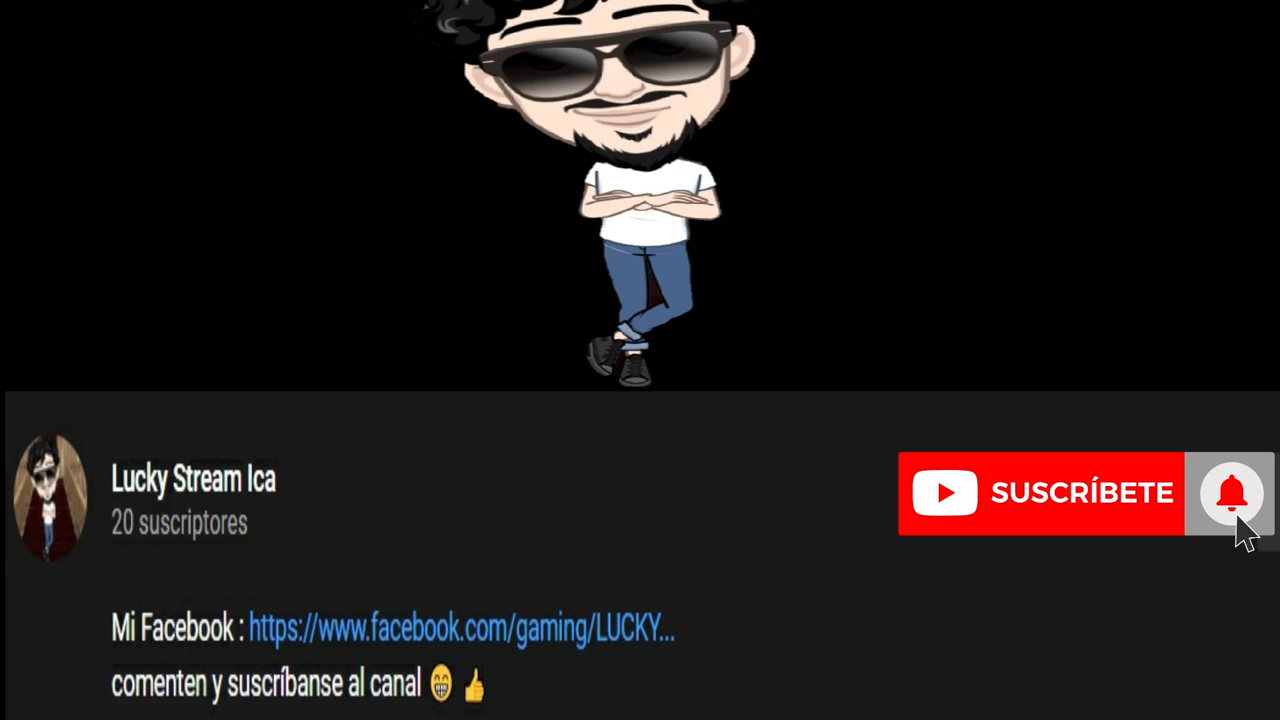 Lucky Stream Ica
20 suscriptores
SUSCRÍBETE
Mi Facebook : https://www.facebook.com/gaming/LUCKY...
comenten y suscríbanse al canal 😁 👍